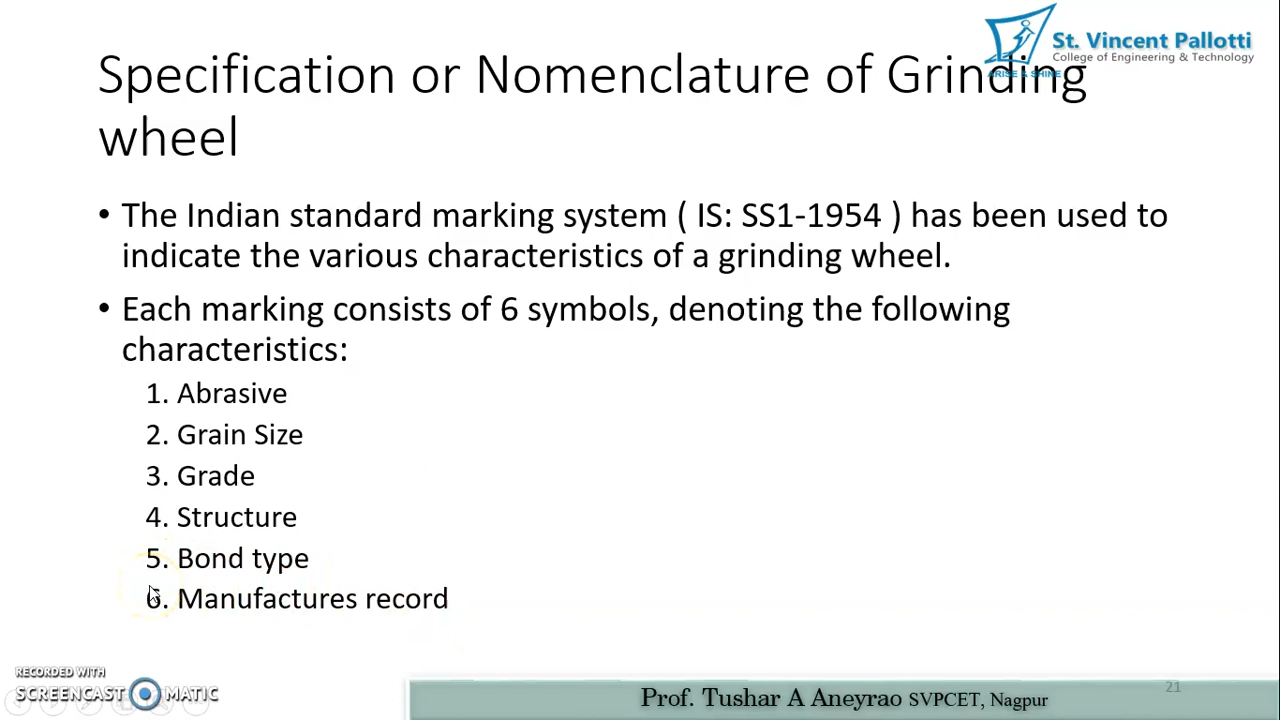 St. Vincent Pallotti
College of Engineering & Technology
ARISE & SHINE
Specification or Nomenclature of Grinding
wheel
• The Indian standard marking system ( IS: SS1-1954 ) has been used to
indicate the various characteristics of a grinding wheel.
• Each marking consists of 6 symbols, denoting the following
characteristics:
1. Abrasive
2. Grain Size
3. Grade
4. Structure
5. Bond type
6. Manufactures record
RECORDED WITH
SCREENCAST MATIC
Prof. Tushar A Aneyrao SVPCET, Nagpur
21